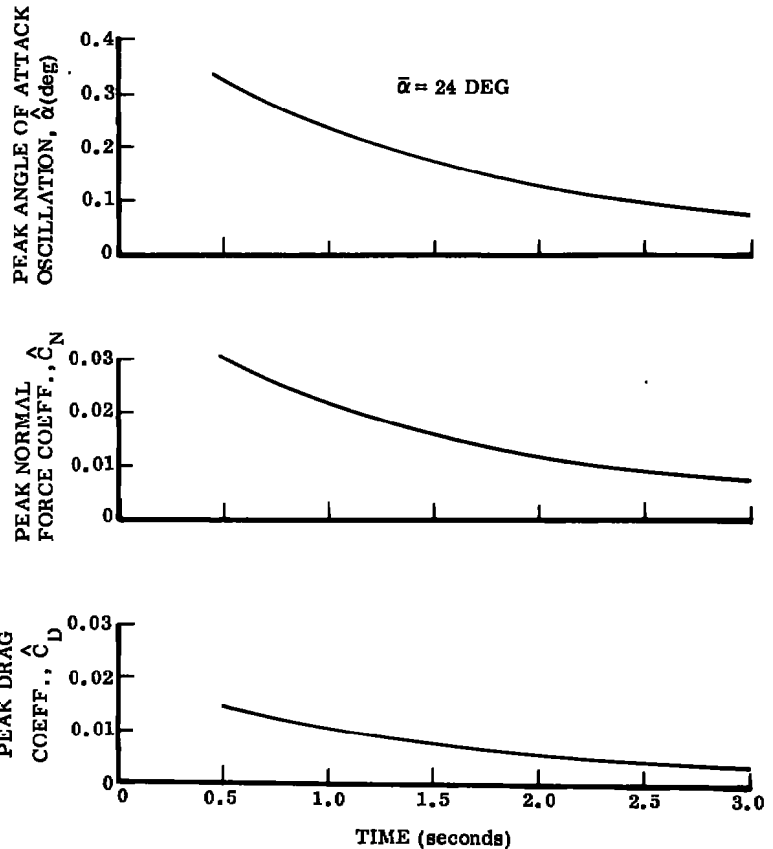 PEAK ANGLE OF ATTACK
OSCILLATION, α̂(deg)
0.4
0.3
0.2
0.1
0
ᾱ = 24 DEG
PEAK NORMAL
FORCE COEFF., Ĉ_N
0.03
0.02
0.01
0
PEAK DRAG
COEFF., Ĉ_D
0.03
0.02
0.01
0
0 0.5 1.0 1.5 2.0 2.5 3.0
TIME (seconds)